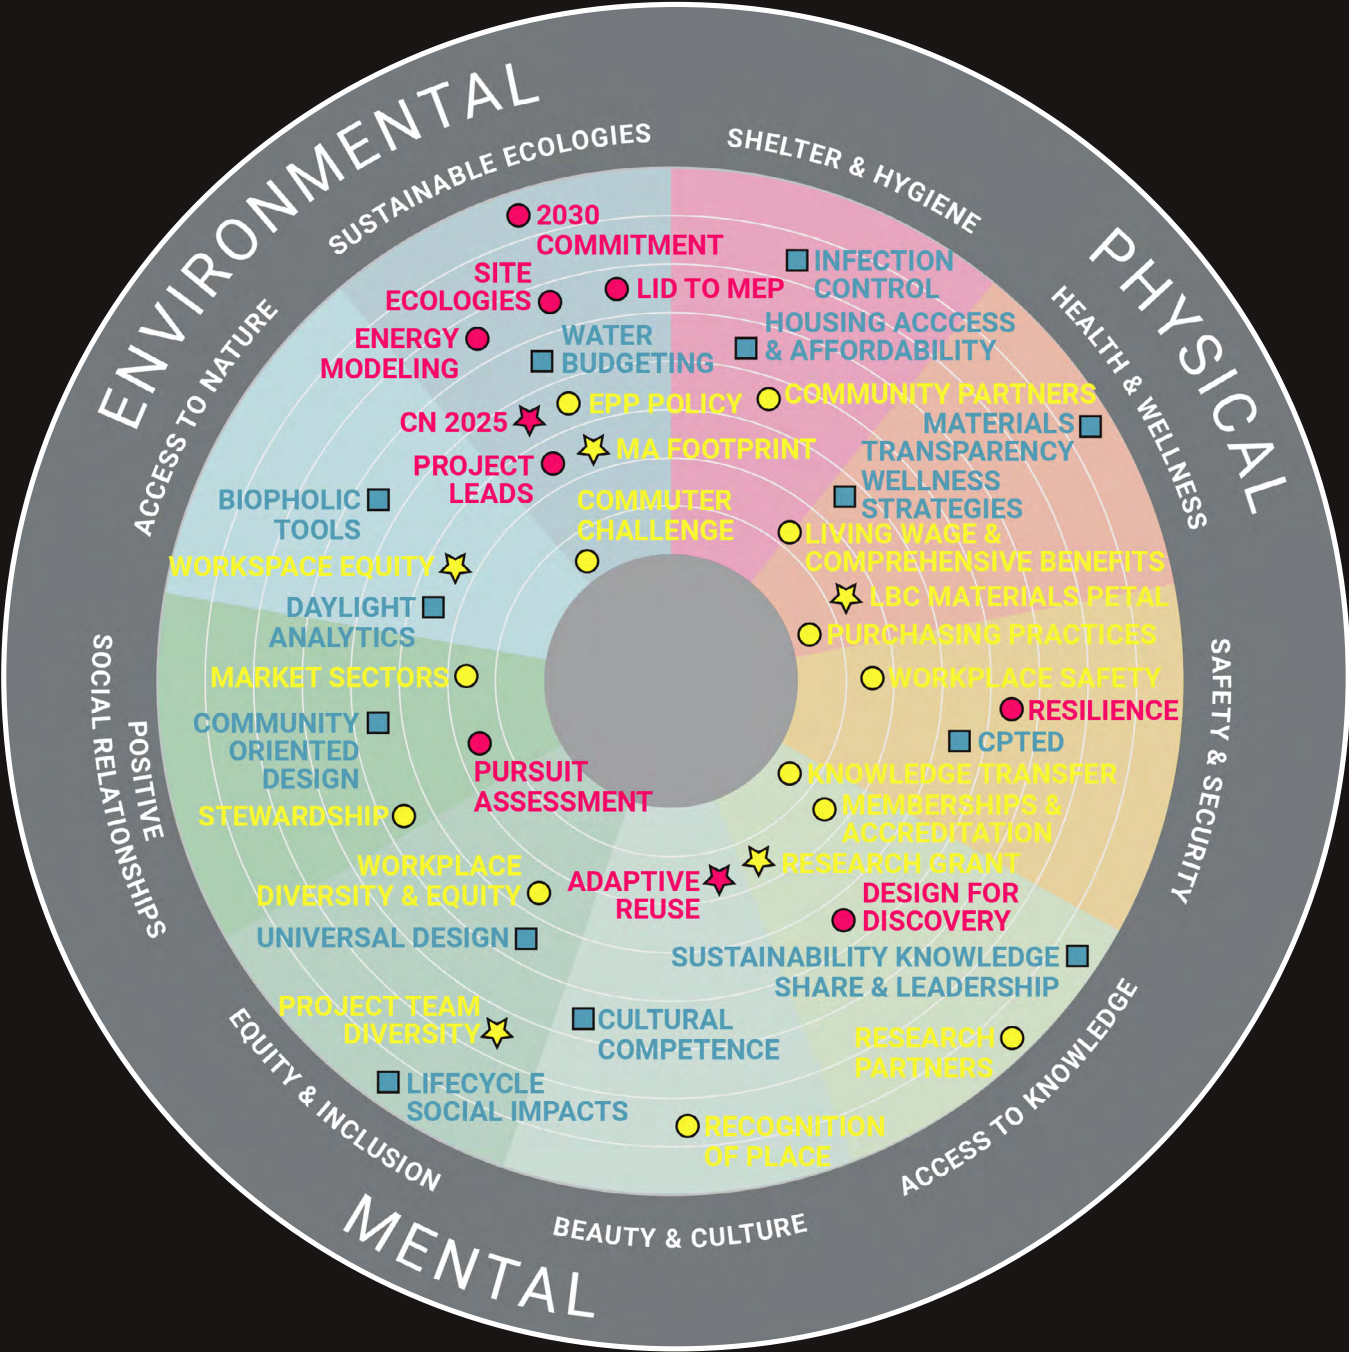 ENVIRONMENTAL
SUSTAINABLE ECOLOGIES
SHELTER & HYGIENE
PHYSICAL
HEALTH & WELLNESS
ACCESS TO NATURE
2030
COMMITMENT
SITE
ECOLOGIES
LID TO MEP
INFECTION
CONTROL
ENERGY
MODELING
WATER
BUDGETING
HOUSING ACCCESS
& AFFORDABILITY
EPP POLICY
COMMUNITY PARTNERS
CN 2025
MATERIALS
TRANSPARENCY
MA FOOTPRINT
PROJECT
LEADS
WELLNESS
STRATEGIES
BIOPHOLIC
TOOLS
COMMUTER
CHALLENGE
LIVING WAGE &
COMPREHENSIVE BENEFITS
WORKSPACE EQUITY
LBC MATERIALS PETAL
DAYLIGHT
ANALYTICS
PURCHASING PRACTICES
MARKET SECTORS
WORKPLACE SAFETY
RESILIENCE
COMMUNITY
ORIENTED
DESIGN
CPTED
PURSUIT
ASSESSMENT
KNOWLEDGE TRANSFER
STEWARDSHIP
MEMBERSHIPS &
ACCREDITATION
WORKPLACE
DIVERSITY & EQUITY
RESEARCH GRANT
ADAPTIVE
REUSE
DESIGN FOR
DISCOVERY
UNIVERSAL DESIGN
SUSTAINABILITY KNOWLEDGE
SHARE & LEADERSHIP
PROJECT TEAM
DIVERSITY
CULTURAL
COMPETENCE
RESEARCH
PARTNERS
LIFECYCLE
SOCIAL IMPACTS
RECOGNITION
OF PLACE
SAFETY & SECURITY
ACCESS TO KNOWLEDGE
BEAUTY & CULTURE
EQUITY & INCLUSION
POSITIVE
SOCIAL RELATIONSHIPS
MENTAL